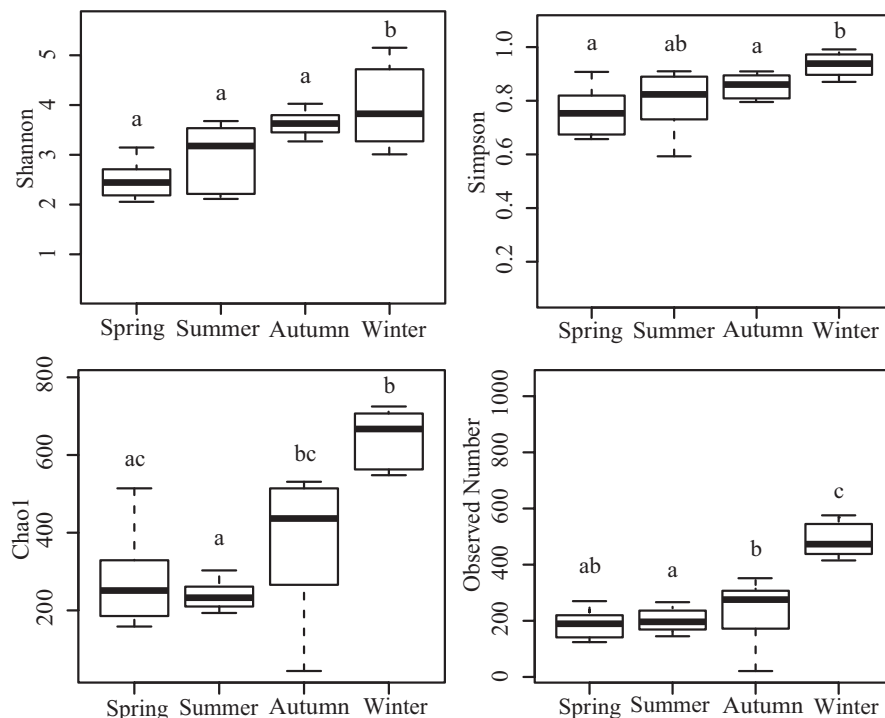 Shannon
5
4
3
2
1
a
a
a
b
Spring Summer Autumn Winter
Simpson
1.0
0.8
0.6
0.4
0.2
a
ab
a
b
Spring Summer Autumn Winter
Chao1
800
600
400
200
ac
a
bc
b
Spring Summer Autumn Winter
Observed Number
1000
800
600
400
200
0
ab
a
b
c
Spring Summer Autumn Winter